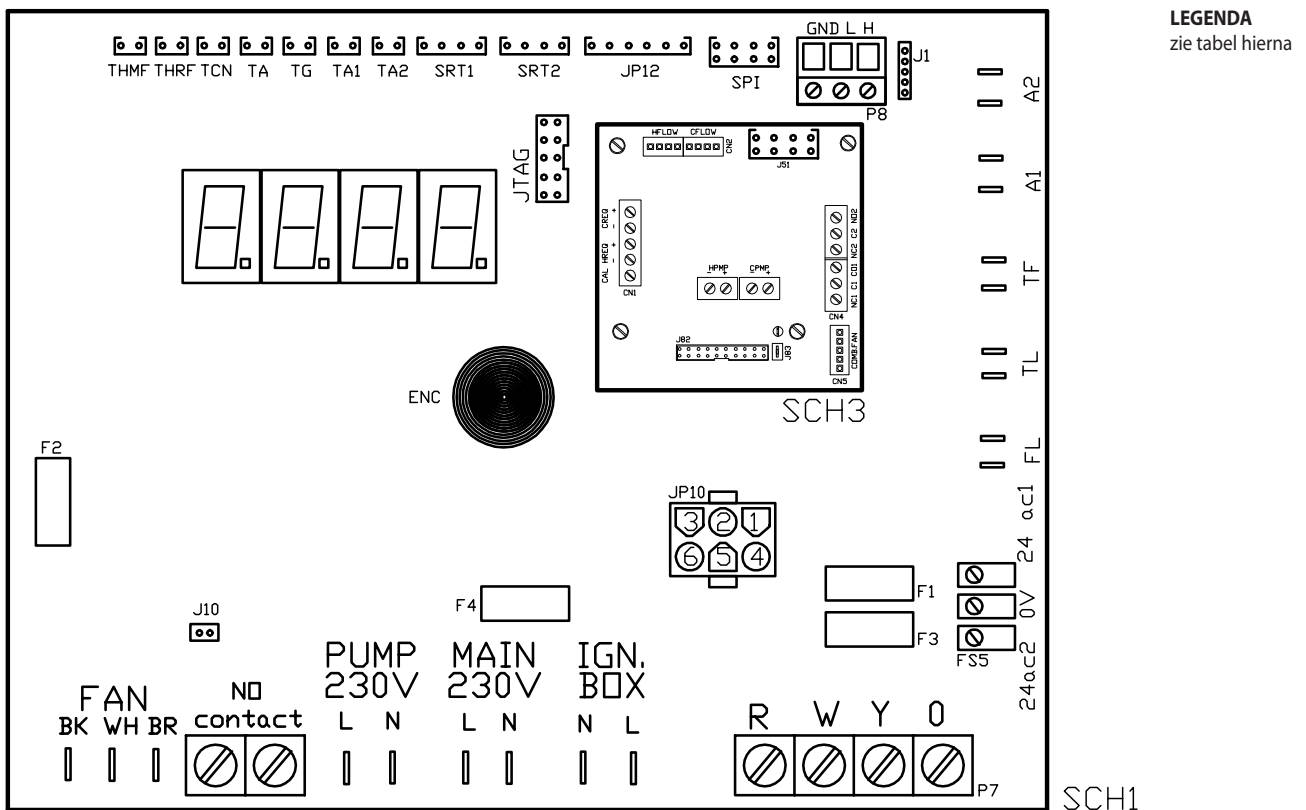 LEGENDA
zie tabel hierna
GND L H
J1
THMF THRF TCN TA TG TA1 TA2 SRT1 SRT2 JP12 SPI
P8
A2
JTAG
HFLOW CFLOW
CN2
J51
A1
CREQ + -
HREQ + -
CAL
CN1
HPMP
- +
CPMP
- +
NO2 C2 NC2
CO1 C1 NC1
CN4
TF
J82
J83
COMB.FAN
CN5
TL
ENC
SCH3
F2
FL
JP10
3 2 1
6 5 4
24 ac1
0V
24ac2
F1
F3
FS5
F4
J10
PUMP
230V
MAIN
230V
IGN.
BOX
FAN
BK WH BR
NO
contact
L N
L N
N L
R W Y O
P7
SCH1